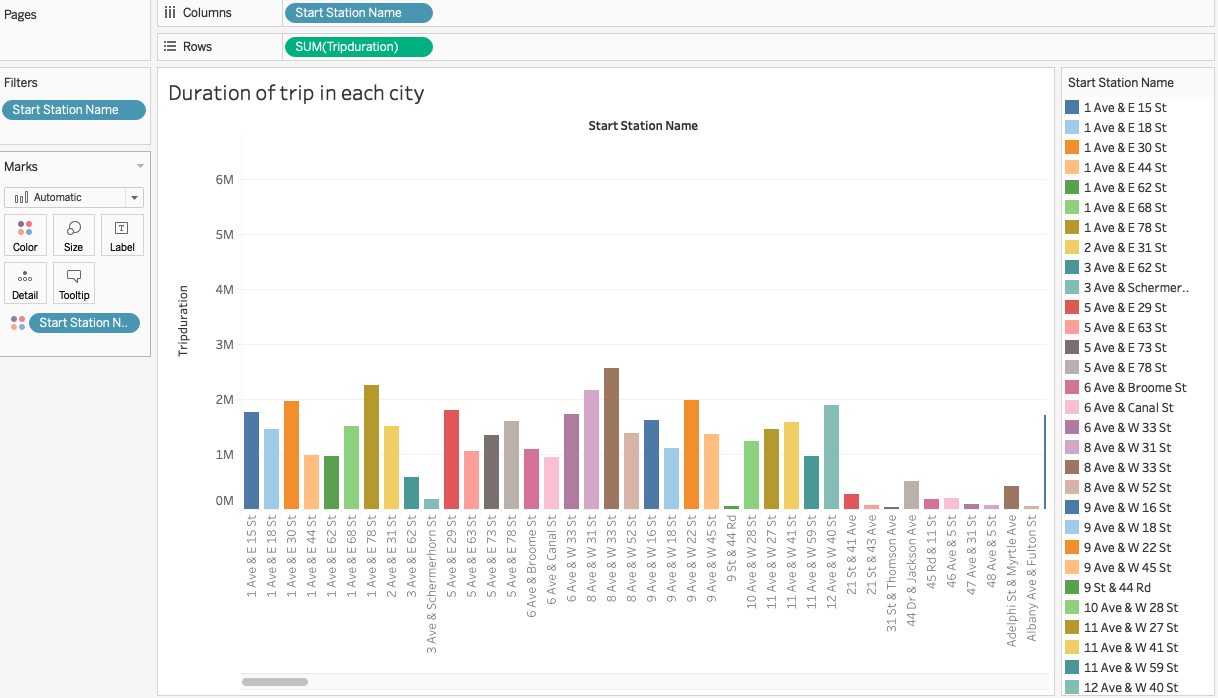 Pages
Columns
Start Station Name
Rows
SUM(Tripduration)
Filters
Start Station Name
Marks
Automatic
Color
Size
Label
Detail
Tooltip
Start Station N..
Duration of trip in each city
Start Station Name
Tripduration
6M
5M
4M
3M
2M
1M
0M
1 Ave & E 15 St
1 Ave & E 18 St
1 Ave & E 30 St
1 Ave & E 44 St
1 Ave & E 62 St
1 Ave & E 68 St
1 Ave & E 78 St
2 Ave & E 31 St
3 Ave & E 62 St
3 Ave & Schermerhorn St
5 Ave & E 29 St
5 Ave & E 63 St
5 Ave & E 73 St
5 Ave & E 78 St
6 Ave & Broome St
6 Ave & Canal St
6 Ave & W 33 St
8 Ave & W 31 St
8 Ave & W 33 St
8 Ave & W 52 St
9 Ave & W 16 St
9 Ave & W 18 St
9 Ave & W 22 St
9 Ave & W 45 St
9 St & 44 Rd
10 Ave & W 28 St
11 Ave & W 27 St
11 Ave & W 41 St
11 Ave & W 59 St
12 Ave & W 40 St
21 St & 41 Ave
21 St & 43 Ave
31 St & Thomson Ave
44 Dr & Jackson Ave
45 Rd & 11 St
46 Ave & 5 St
47 Ave & 31 St
48 Ave & 5 St
Adelphi St & Myrtle Ave
Albany Ave & Fulton St
Start Station Name
1 Ave & E 15 St
1 Ave & E 18 St
1 Ave & E 30 St
1 Ave & E 44 St
1 Ave & E 62 St
1 Ave & E 68 St
1 Ave & E 78 St
2 Ave & E 31 St
3 Ave & E 62 St
3 Ave & Schermer..
5 Ave & E 29 St
5 Ave & E 63 St
5 Ave & E 73 St
5 Ave & E 78 St
6 Ave & Broome St
6 Ave & Canal St
6 Ave & W 33 St
8 Ave & W 31 St
8 Ave & W 33 St
8 Ave & W 52 St
9 Ave & W 16 St
9 Ave & W 18 St
9 Ave & W 22 St
9 Ave & W 45 St
9 St & 44 Rd
10 Ave & W 28 St
11 Ave & W 27 St
11 Ave & W 41 St
11 Ave & W 59 St
12 Ave & W 40 St